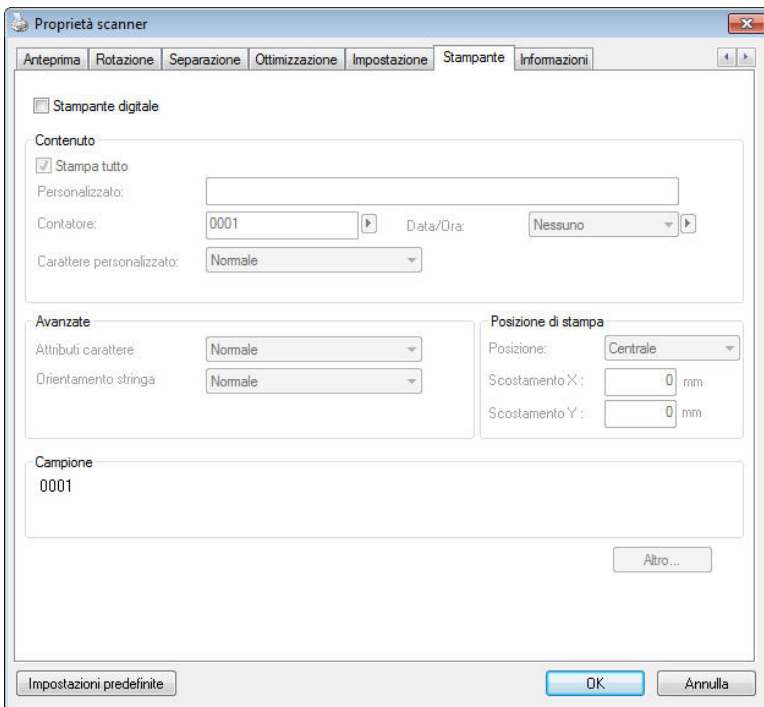 Proprietà scanner
Anteprima Rotazione Separazione Ottimizzazione Impostazione Stampante Informazioni
Stampante digitale
Contenuto
Stampa tutto
Personalizzato:
Contatore: 0001 Data/Ora: Nessuno
Carattere personalizzato: Normale
Avanzate
Attributi carattere Normale
Orientamento stringa Normale
Posizione di stampa
Posizione: Centrale
Scostamento X : 0 mm
Scostamento Y : 0 mm
Campione
0001
Altro...
Impostazioni predefinite OK Annulla